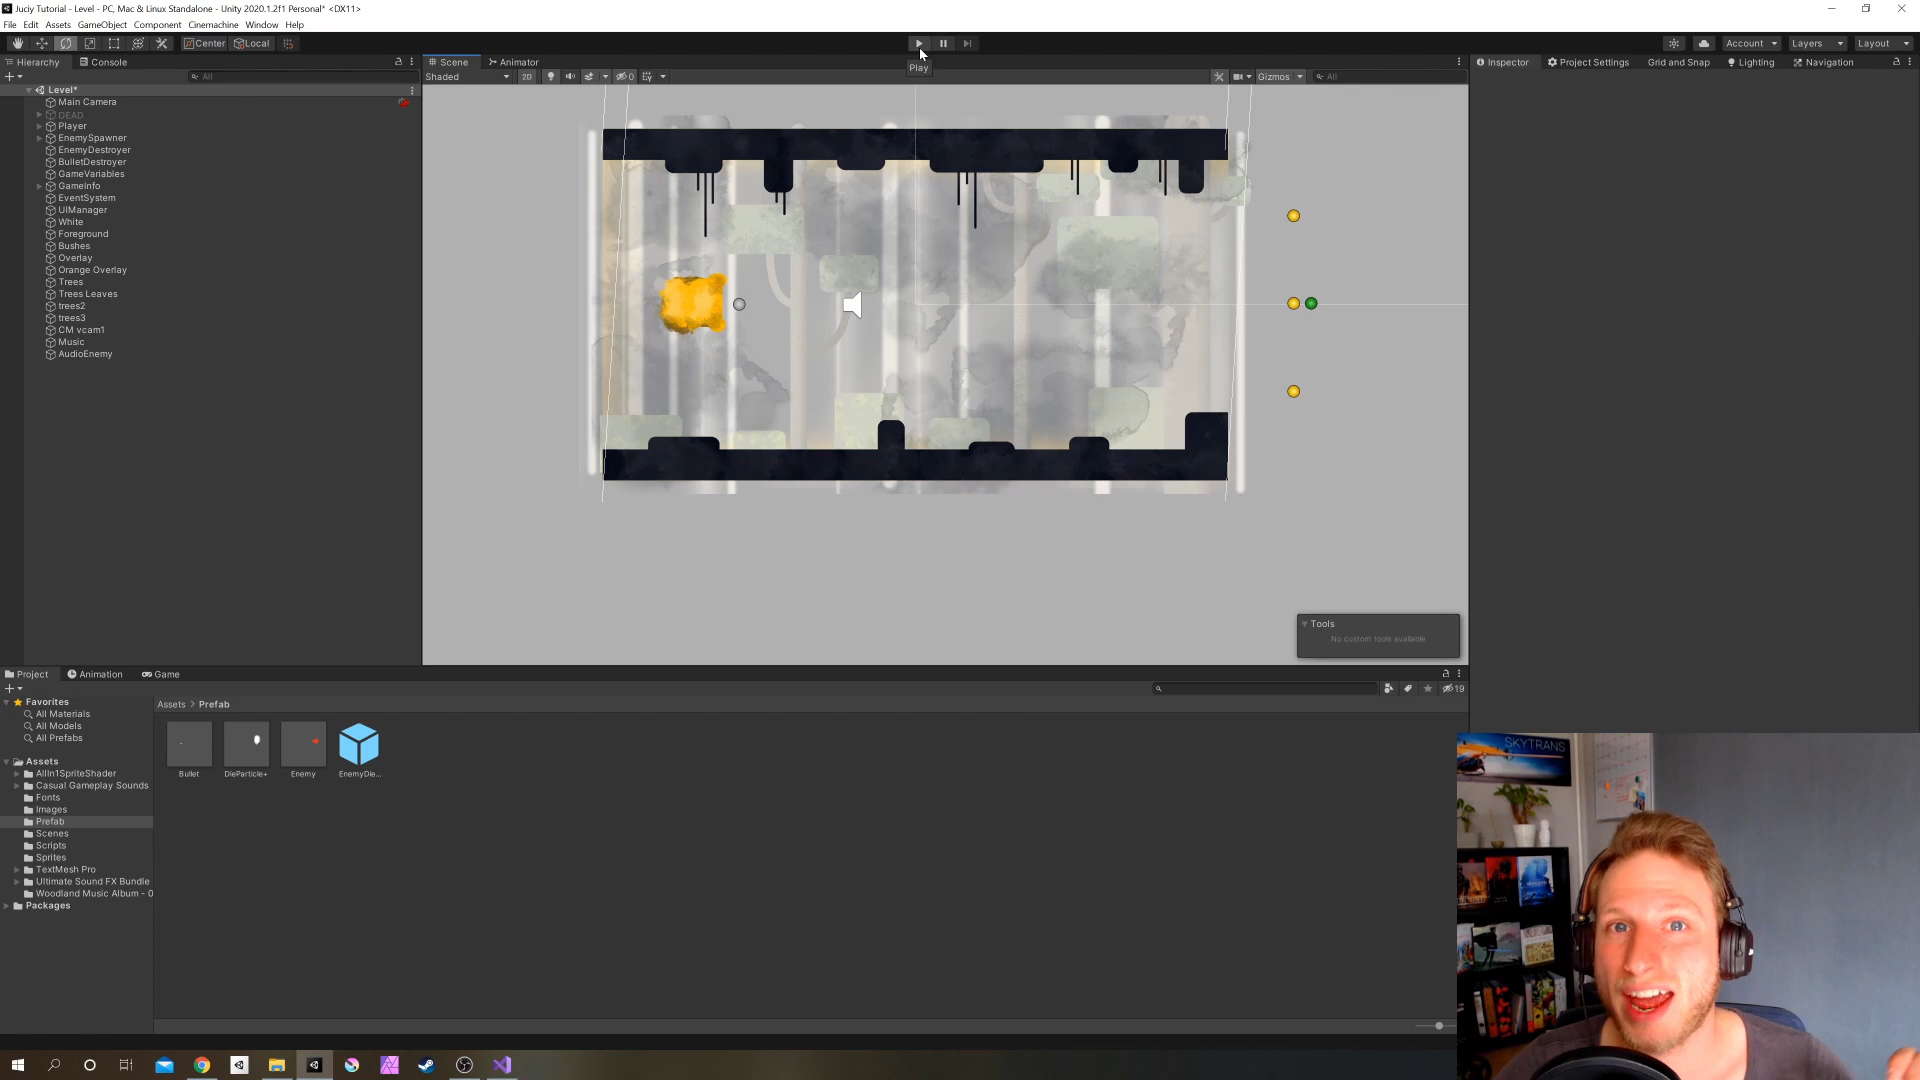 Juciy Tutorial - Level - PC, Mac & Linux Standalone - Unity 2020.1.2f1 Personal* <DX11>
File Edit Assets GameObject Component Cinemachine Window Help
Center Local
Account Layers Layout
Play
Hierarchy Console
All
Level*
Main Camera
DEAD
Player
EnemySpawner
EnemyDestroyer
BulletDestroyer
GameVariables
GameInfo
EventSystem
UIManager
White
Foreground
Bushes
Overlay
Orange Overlay
Trees
Trees Leaves
trees2
trees3
CM vcam1
Music
AudioEnemy
Scene Animator
Shaded 2D 0 Gizmos All
Tools
No custom tools available
Inspector Project Settings Grid and Snap Lighting Navigation
Project Animation Game
19
Favorites
All Materials
All Models
All Prefabs
Assets
AllIn1SpriteShader
Casual Gameplay Sounds
Fonts
Images
Prefab
Scenes
Scripts
Sprites
TextMesh Pro
Ultimate Sound FX Bundle
Woodland Music Album - 0
Packages
Assets > Prefab
Bullet DieParticle+ Enemy EnemyDie...
SKYTRANS